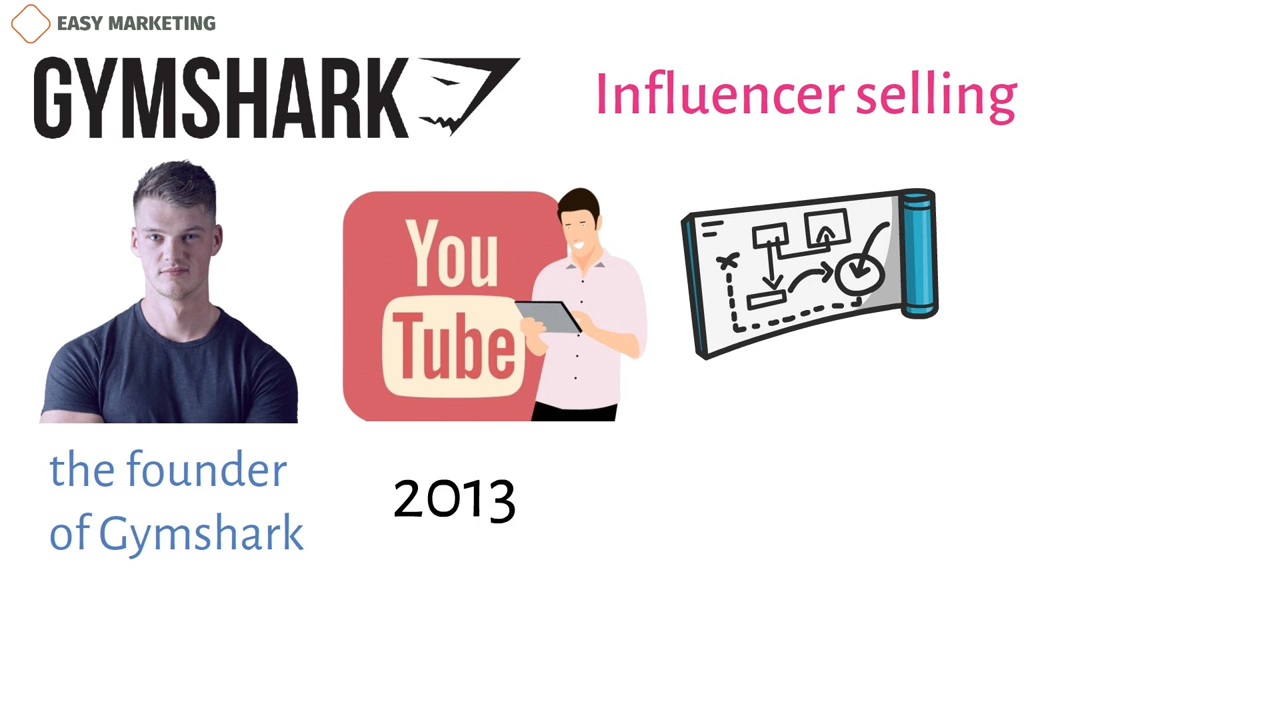 EASY MARKETING
GYMSHARK
Influencer selling
You
Tube
the founder
of Gymshark
2013